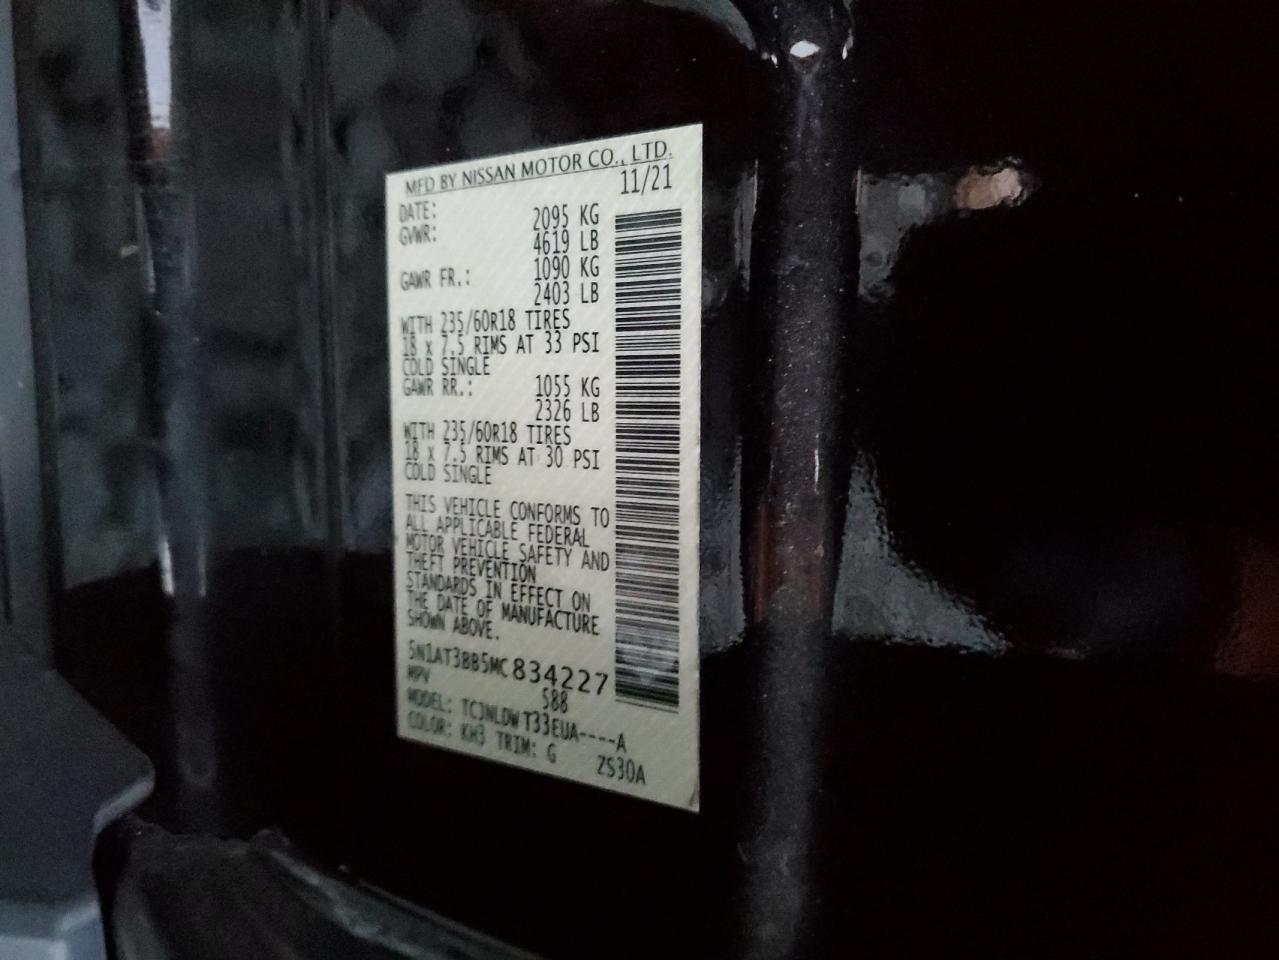 MFD BY NISSAN MOTOR CO., LTD.
DATE: 11/21
GVWR: 2095 KG
4619 LB
GAWR FR.: 1090 KG
2403 LB
WITH 235/60R18 TIRES
18 x 7.5 RIMS AT 33 PSI
COLD SINGLE
GAWR RR.: 1055 KG
2326 LB
WITH 235/60R18 TIRES
18 x 7.5 RIMS AT 30 PSI
COLD SINGLE
THIS VEHICLE CONFORMS TO
ALL APPLICABLE FEDERAL
MOTOR VEHICLE SAFETY AND
THEFT PREVENTION
STANDARDS IN EFFECT ON
THE DATE OF MANUFACTURE
SHOWN ABOVE.
5N1AT3BB5MC834227
MPV S88
MODEL: TCJNLDW T33EUA----A
COLOR: KH3 TRIM: G ZS30A